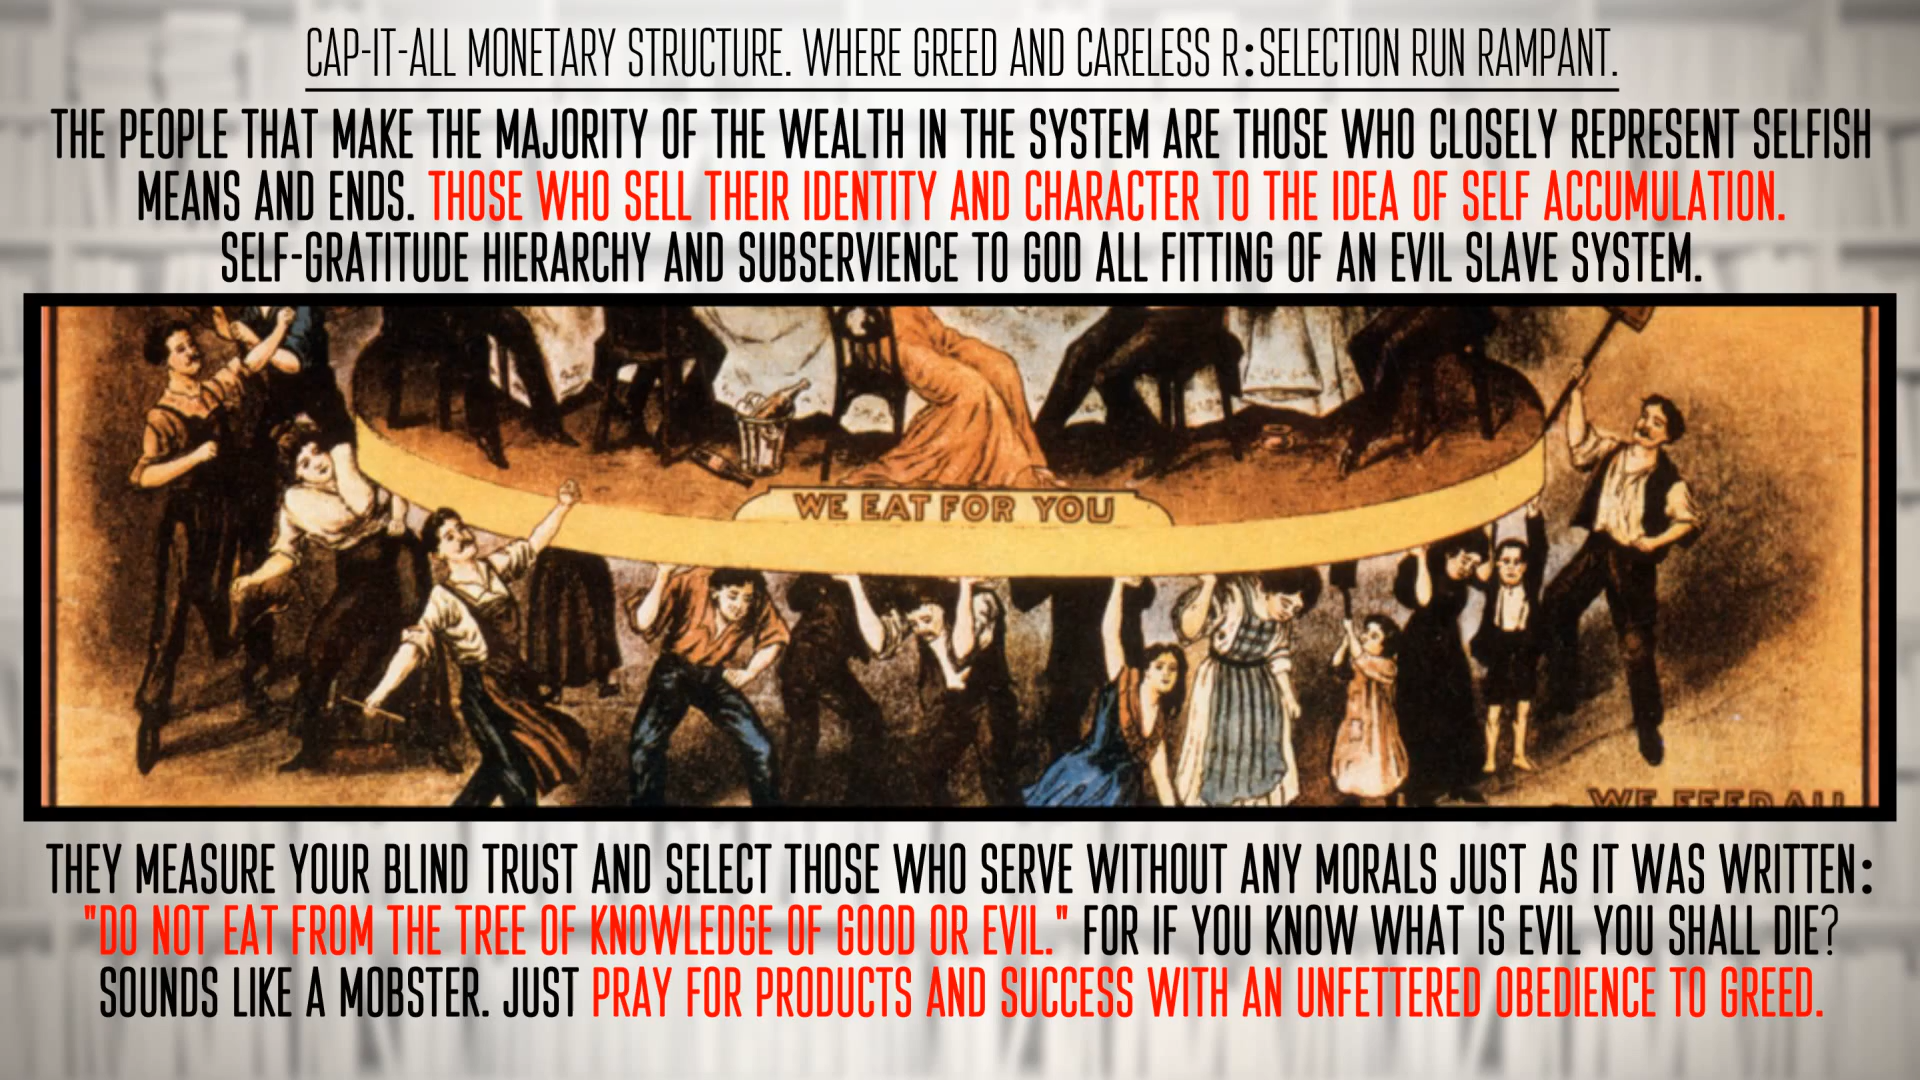 CAP-IT-ALL MONETARY STRUCTURE. WHERE GREED AND CARELESS R:SELECTION RUN RAMPANT.
THE PEOPLE THAT MAKE THE MAJORITY OF THE WEALTH IN THE SYSTEM ARE THOSE WHO CLOSELY REPRESENT SELFISH
MEANS AND ENDS. THOSE WHO SELL THEIR IDENTITY AND CHARACTER TO THE IDEA OF SELF ACCUMULATION.
SELF-GRATITUDE HIERARCHY AND SUBSERVIENCE TO GOD ALL FITTING OF AN EVIL SLAVE SYSTEM.
WE EAT FOR YOU
WE FEED ALL
THEY MEASURE YOUR BLIND TRUST AND SELECT THOSE WHO SERVE WITHOUT ANY MORALS JUST AS IT WAS WRITTEN:
"DO NOT EAT FROM THE TREE OF KNOWLEDGE OF GOOD OR EVIL." FOR IF YOU KNOW WHAT IS EVIL YOU SHALL DIE?
SOUNDS LIKE A MOBSTER. JUST PRAY FOR PRODUCTS AND SUCCESS WITH AN UNFETTERED OBEDIENCE TO GREED.